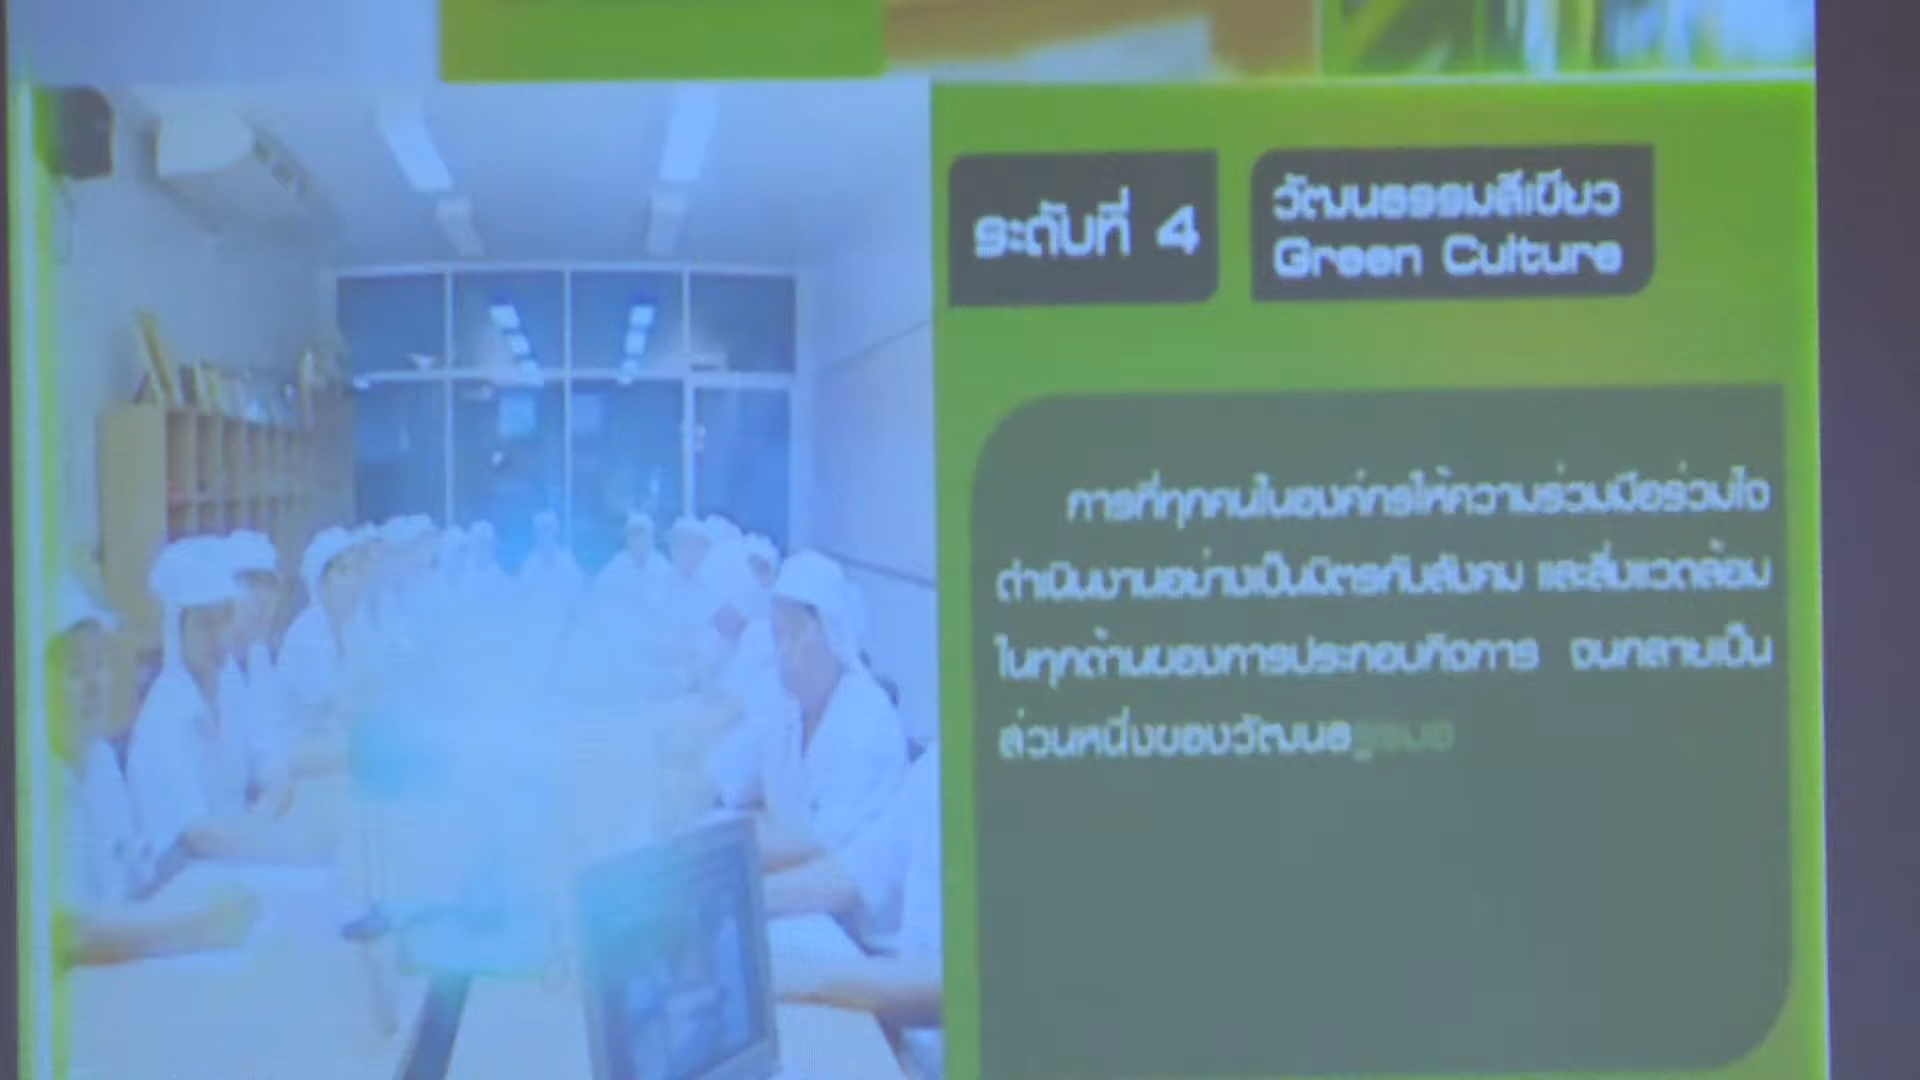 ระดับที่ 4
วัฒนธรรมสีเขียว
Green Culture
การที่ทุกคนในองค์กรให้ความร่วมมือร่วมใจ
ดำเนินงานอย่างเป็นมิตรกับสังคม และสิ่งแวดล้อม
ในทุกด้านของการประกอบกิจการ จนกลายเป็น
ส่วนหนึ่งของวัฒนธ